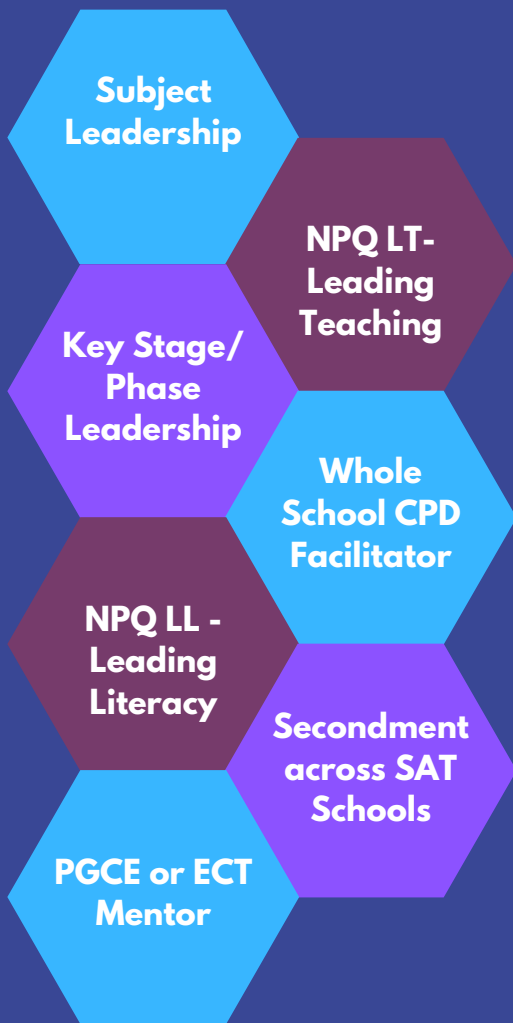 Subject
Leadership
NPQ LT-
Leading
Teaching
Key Stage/
Phase
Leadership
Whole
School CPD
Facilitator
NPQ LL -
Leading
Literacy
Secondment
across SAT
Schools
PGCE or ECT
Mentor